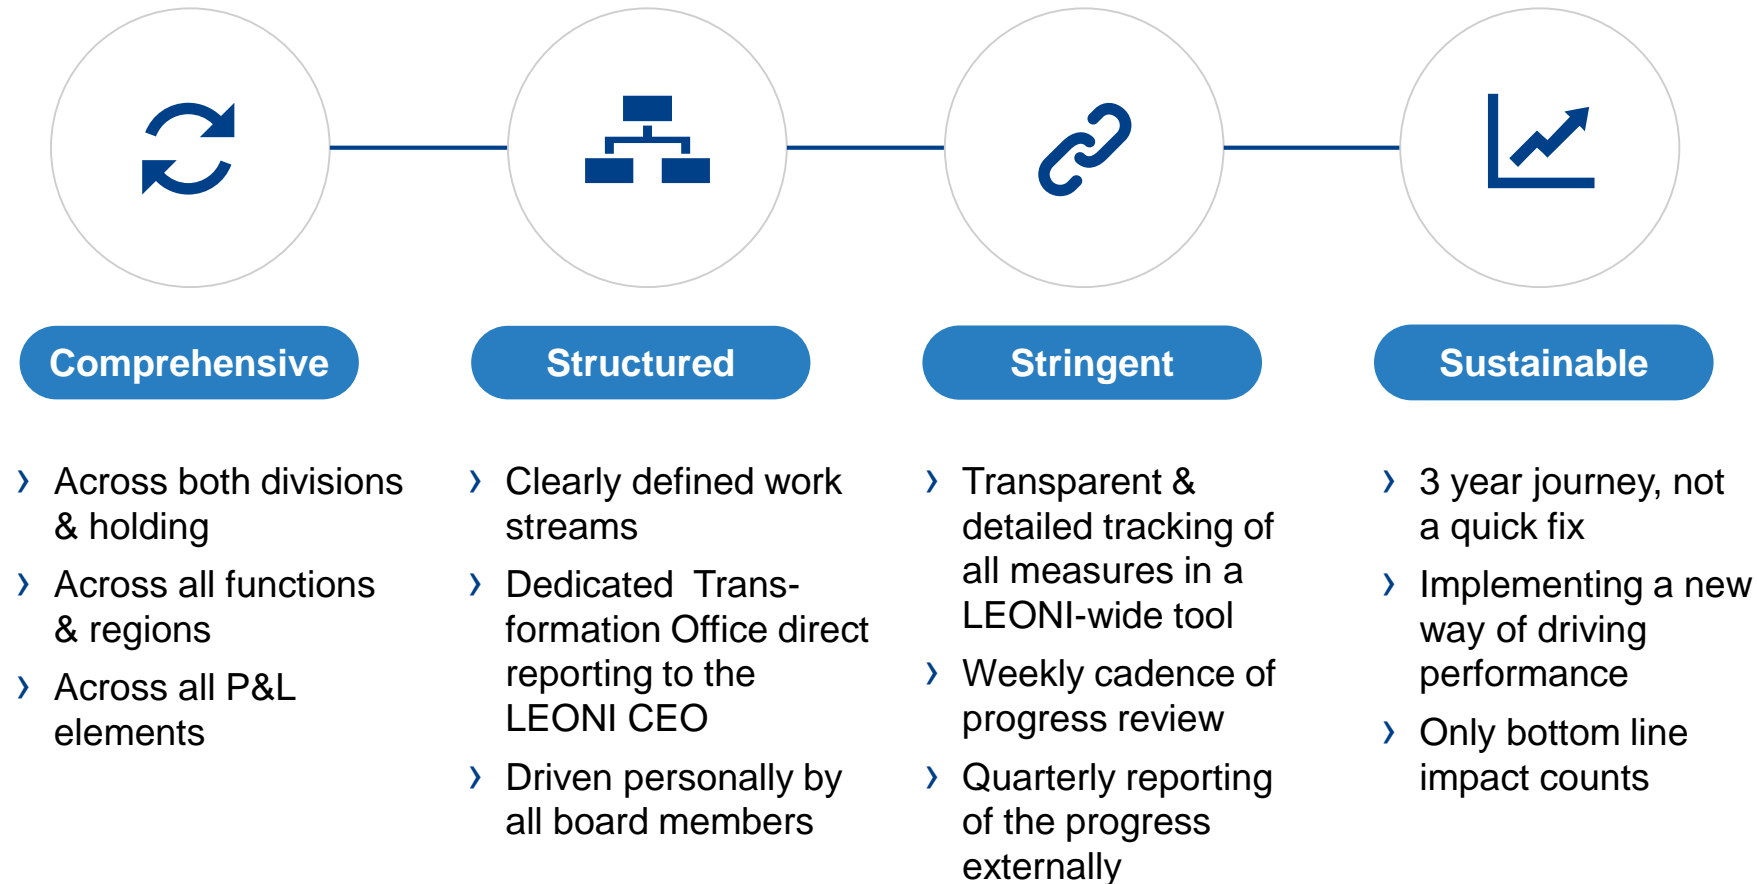 Comprehensive
› Across both divisions
& holding
› Across all functions
& regions
› Across all P&L
elements
Structured
› Clearly defined work
streams
› Dedicated  Trans-
formation Office direct
reporting to the
LEONI CEO
› Driven personally by
all board members
Stringent
› Transparent &
detailed tracking of
all measures in a
LEONI-wide tool
› Weekly cadence of
progress review
› Quarterly reporting
of the progress
externally
Sustainable
› 3 year journey, not
a quick fix
› Implementing a new
way of driving
performance
› Only bottom line
impact counts